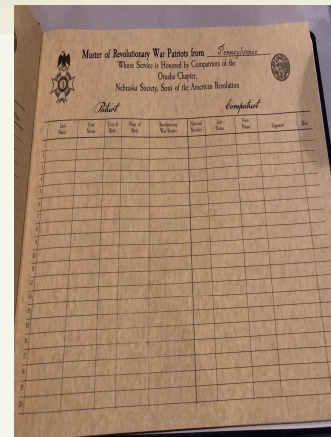 Muster of Revolutionary War Patriots from Pennsylvania
Whose Service is Honored by Compatriots of the
Omaha Chapter,
Nebraska Society, Sons of the American Revolution
Patriot Compatriot
Last Name First Name Year of Birth Place of Birth Revolutionary War Service National Number Last Name First Name Signature Date